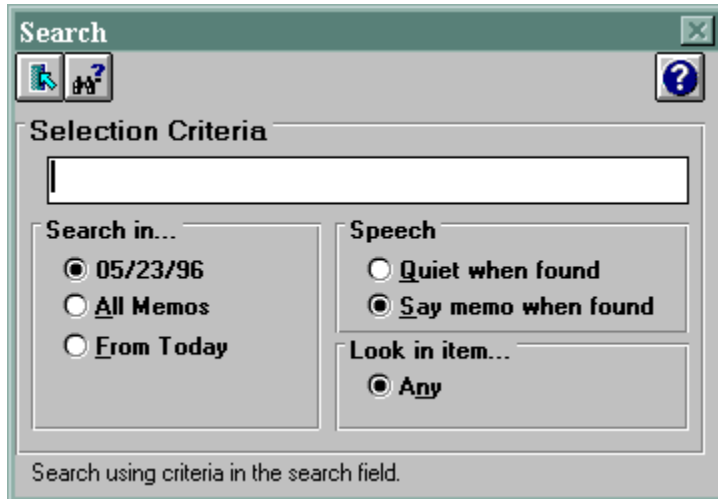 Search
?
?
Selection Criteria
Search in...
05/23/96
All Memos
From Today
Speech
Quiet when found
Say memo when found
Look in item...
Any
Search using criteria in the search field.